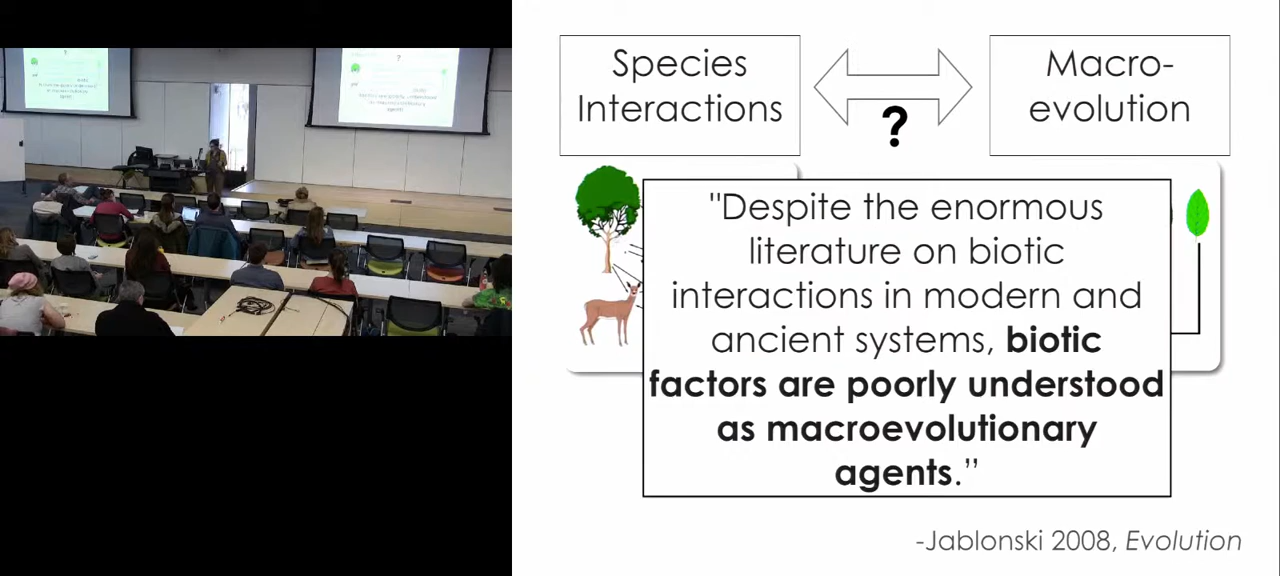 Species
Interactions
?
Macro-
evolution
"Despite the enormous
literature on biotic
interactions in modern and
ancient systems, biotic
factors are poorly understood
as macroevolutionary
agents.”
-Jablonski 2008, Evolution